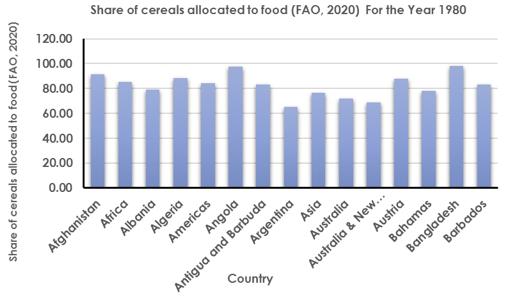 Share of cereals allocated to food (FAO, 2020)  For the Year 1980
Share of cereals allocated to food (FAO, 2020)
120.00
100.00
80.00
60.00
40.00
20.00
0.00
Afghanistan
Africa
Albania
Algeria
Americas
Angola
Antigua and Barbuda
Argentina
Asia
Australia
Australia & New...
Austria
Bahamas
Bangladesh
Barbados
Country